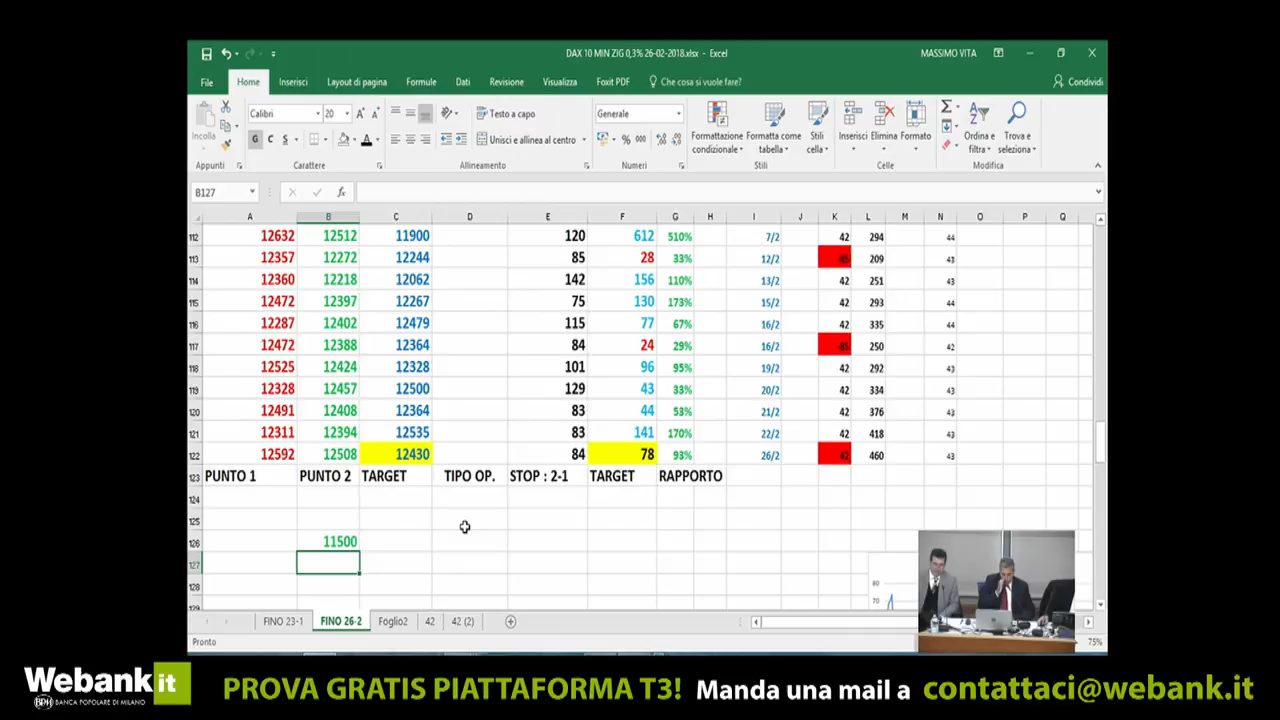 DAX 10 MIN ZIG 0,3% 26-02-2018.xlsx - Excel
MASSIMO VITA
File Home Inserisci Layout di pagina Formule Dati Revisione Visualizza Foxit PDF Che cosa si vuole fare? Condividi
Incolla
Calibri 20
G C S
Testo a capo
Unisci e allinea al centro
Generale
% 000
Formattazione condizionale
Formatta come tabella
Stili cella
Inserisci Elimina Formato
Ordina e filtro
Trova e seleziona
Appunti Carattere Allineamento Numeri Stili Celle Modifica
B127 fx
A B C D E F G H I J K L M N O P Q
112 12632 12512 11900 120 612 510% 7/2 42 294 44
113 12357 12272 12244 85 28 33% 12/2 209 43
114 12360 12218 12062 142 156 110% 13/2 42 251 43
115 12472 12397 12267 75 130 173% 15/2 42 293 44
116 12287 12402 12479 115 77 67% 16/2 42 335 44
117 12472 12388 12364 84 24 29% 16/2 250 42
118 12525 12424 12328 101 96 95% 19/2 42 292 43
119 12328 12457 12500 129 43 33% 20/2 42 334 43
120 12491 12408 12364 83 44 53% 21/2 42 376 43
121 12311 12394 12535 83 141 170% 22/2 42 418 43
122 12592 12508 12430 84 78 93% 26/2 42 460 43
123 PUNTO 1 PUNTO 2 TARGET TIPO OP. STOP : 2-1 TARGET RAPPORTO
124
125
126 11500
127
128
80
70
FINO 23-1 FINO 26-2 Foglio2 42 42 (2)
Pronto
75%
Webank it
BPM BANCA POPOLARE DI MILANO
PROVA GRATIS PIATTAFORMA T3! Manda una mail a contattaci@webank.it